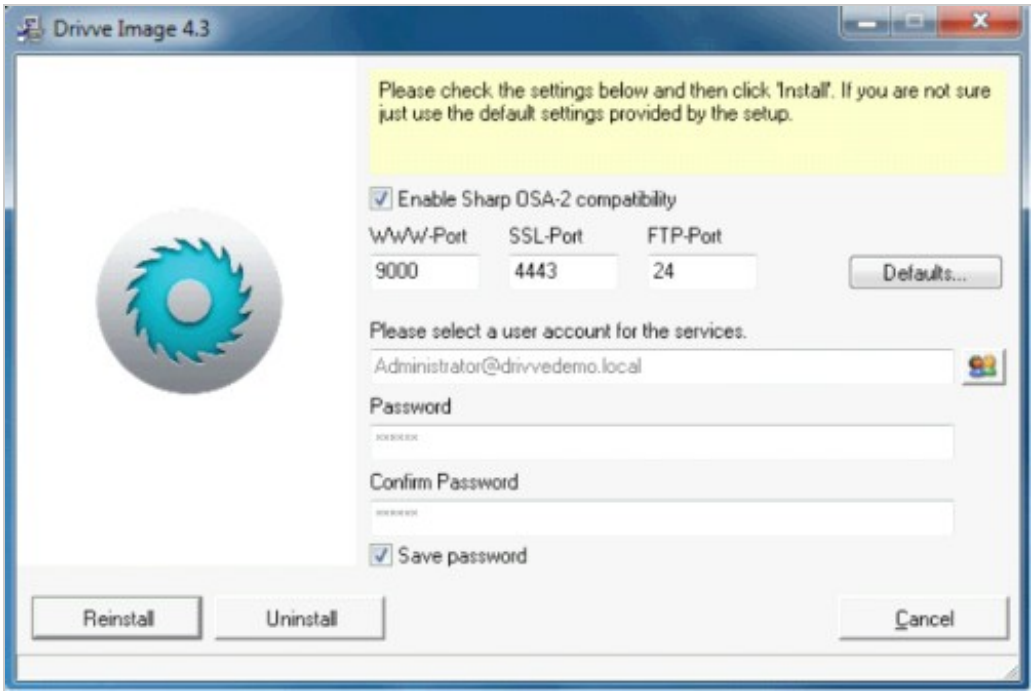 Drivve Image 4.3
Please check the settings below and then click 'Install'. If you are not sure
just use the default settings provided by the setup.
Enable Sharp OSA-2 compatibility
WWW-Port SSL-Port FTP-Port
9000 4443 24 Defaults...
Please select a user account for the services.
Administrator@drivvedemo.local
Password
××××××
Confirm Password
××××××
Save password
Reinstall Uninstall Cancel